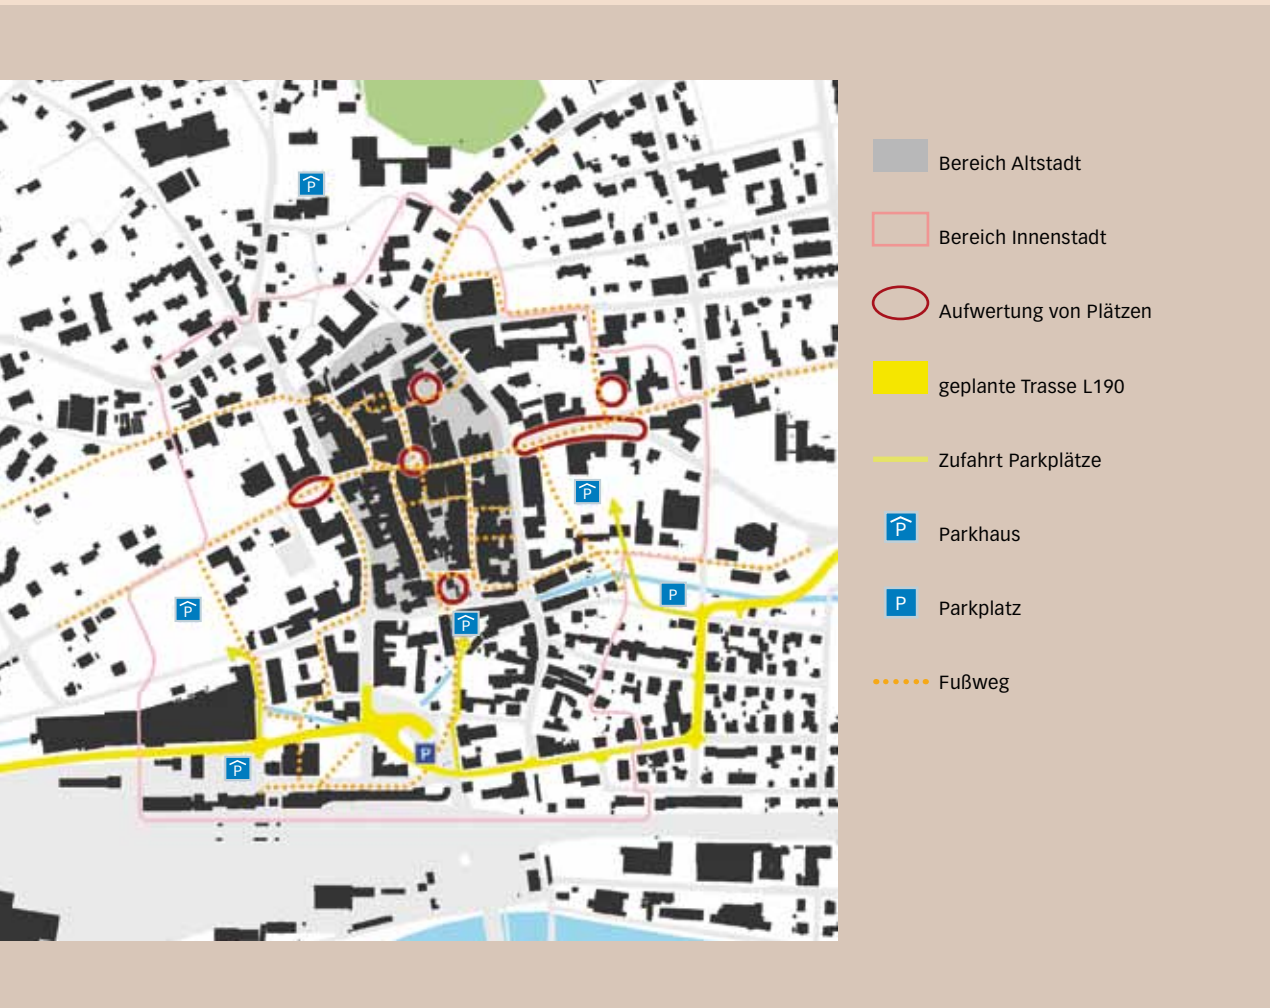 P
P
P
P
P
P
P
Bereich Altstadt
Bereich Innenstadt
Aufwertung von Plätzen
geplante Trasse L190
Zufahrt Parkplätze
P Parkhaus
P Parkplatz
Fußweg